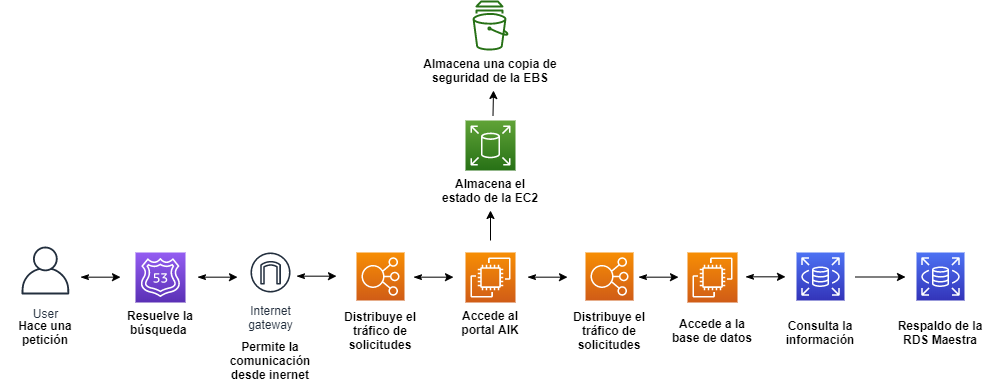 Almacena una copia de
seguridad de la EBS
Almacena el
estado de la EC2
User
Hace una
petición
53
Resuelve la
búsqueda
Internet
gateway
Permite la
comunicación
desde inernet
Distribuye el
tráfico de
solicitudes
Accede al
portal AIK
Distribuye el
tráfico de
solicitudes
Accede a la
base de datos
Consulta la
información
Respaldo de la
RDS Maestra